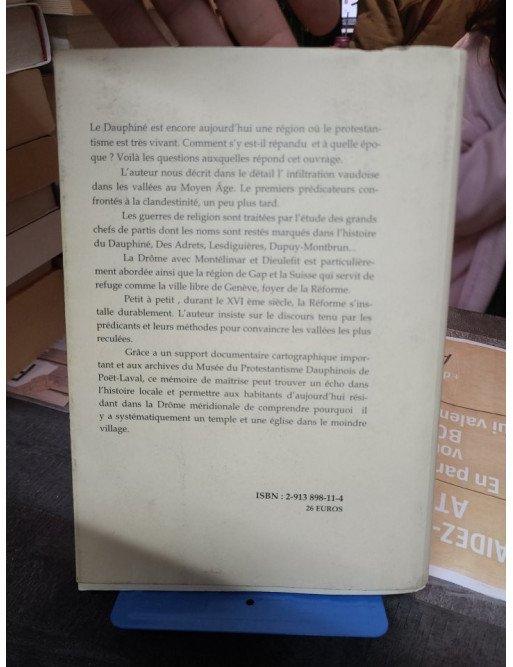 Le Dauphiné est encore aujourd'hui une région où le protestan-
tisme est très vivant. Comment s'y est-il répandu et à quelle épo-
que ? Voilà les questions auxquelles répond cet ouvrage.
L'auteur nous décrit dans le détail l' infiltration vaudoise
dans les vallées au Moyen Âge. Le premiers prédicateurs con-
frontés à la clandestinité, un peu plus tard.
Les guerres de religion sont traitées par l'étude des grands
chefs de partis dont les noms sont restés marqués dans l'histoire
du Dauphiné, Des Adrets, Lesdiguières, Dupuy-Montbrun...
La Drôme avec Montélimar et Dieulefit est particulière-
ment abordée ainsi que la région de Gap et la Suisse qui servit de
refuge comme la ville libre de Genève, foyer de la Réforme.
Petit à petit , durant le XVI ème siècle, la Réforme s'ins-
talle durablement. L'auteur insiste sur le discours tenu par les
prédicants et leurs méthodes pour convaincre les vallées les plus
reculées.
Grâce a un support documentaire cartographique impor-
tant et aux archives du Musée du Protestantisme Dauphinois de
Poët-Laval, ce mémoire de maîtrise peut trouver un écho dans
l'histoire locale et permettre aux habitants d'aujourd'hui rési-
dant dans la Drôme méridionale de comprendre pourquoi il
y a systématiquement un temple et une église dans le moindre
village.
ISBN : 2-913 898-11-4
26 EUROS
AIDEZ-
AT
En par
vou
BO
ui valen